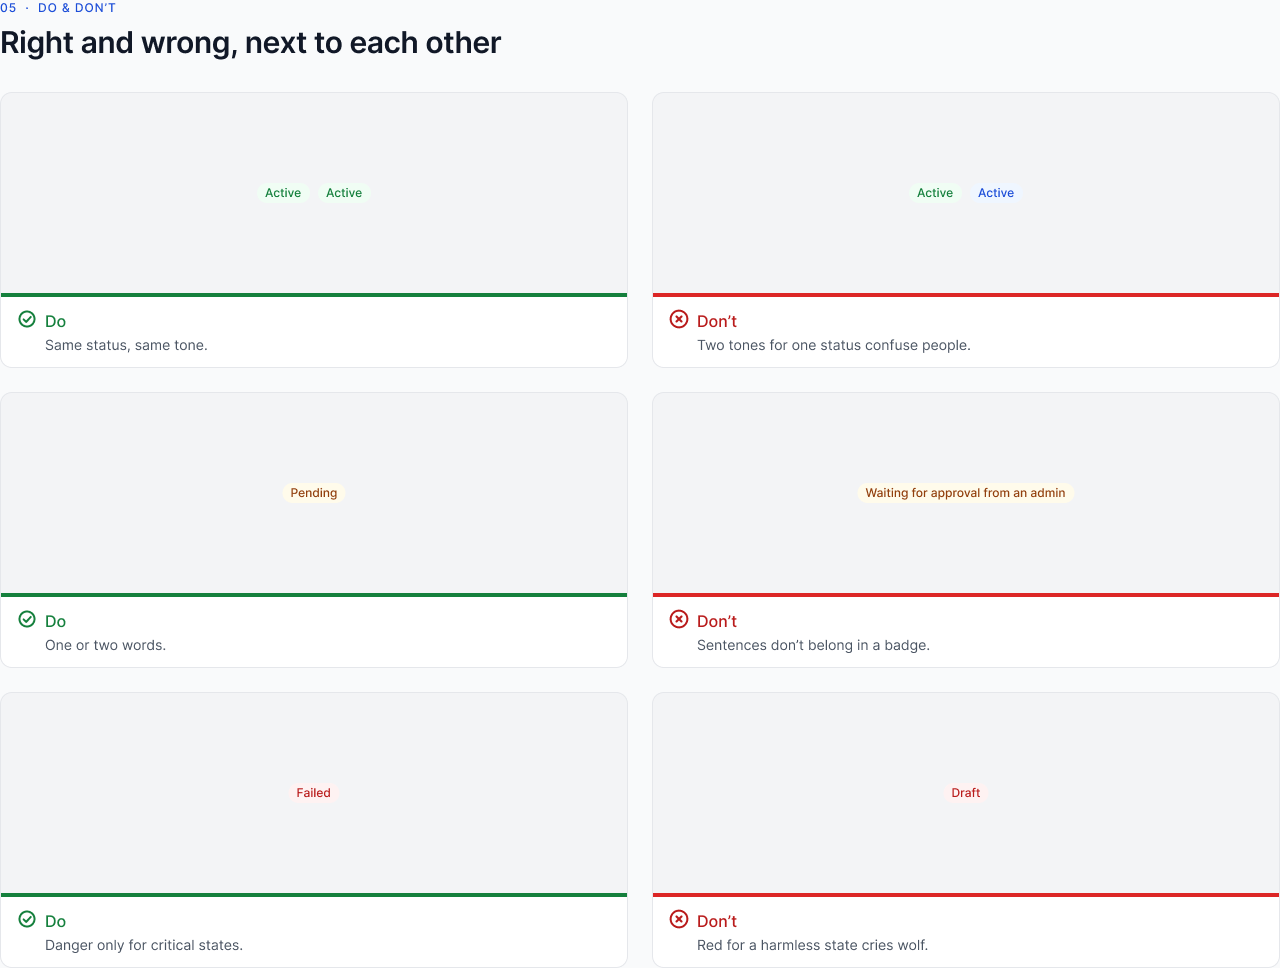 05 · DO & DON’T
Right and wrong, next to each other
Active Active
Active Active
Do
Same status, same tone.
Don’t
Two tones for one status confuse people.
Pending
Waiting for approval from an admin
Do
One or two words.
Don’t
Sentences don’t belong in a badge.
Failed
Draft
Do
Danger only for critical states.
Don’t
Red for a harmless state cries wolf.